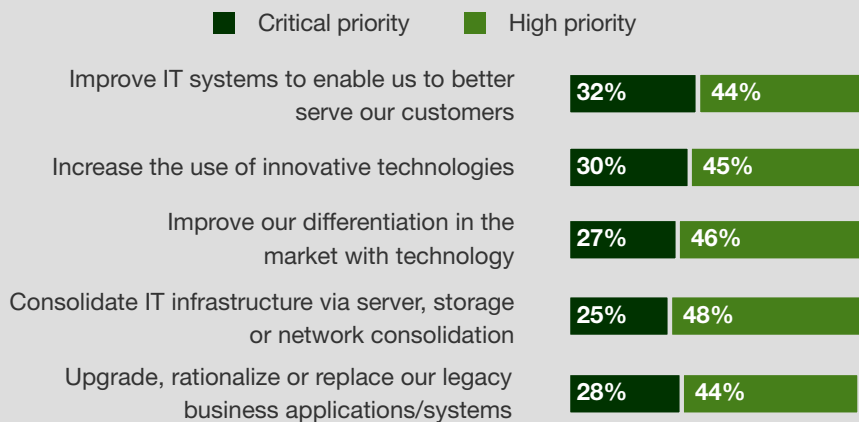 Critical priority High priority
Improve IT systems to enable us to better
serve our customers
32% 44%
Increase the use of innovative technologies
30% 45%
Improve our differentiation in the
market with technology
27% 46%
Consolidate IT infrastructure via server, storage
or network consolidation
25% 48%
Upgrade, rationalize or replace our legacy
business applications/systems
28% 44%